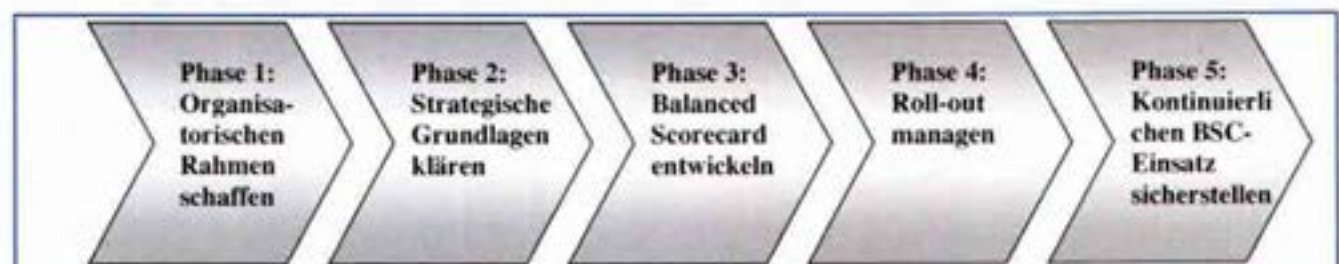 Phase 1:
Organisa-
torischen
Rahmen
schaffen
Phase 2:
Strategische
Grundlagen
klären
Phase 3:
Balanced
Scorecard
entwickeln
Phase 4:
Roll-out
managen
Phase 5:
Kontinuierli
chen BSC-
Einsatz
sicherstellen